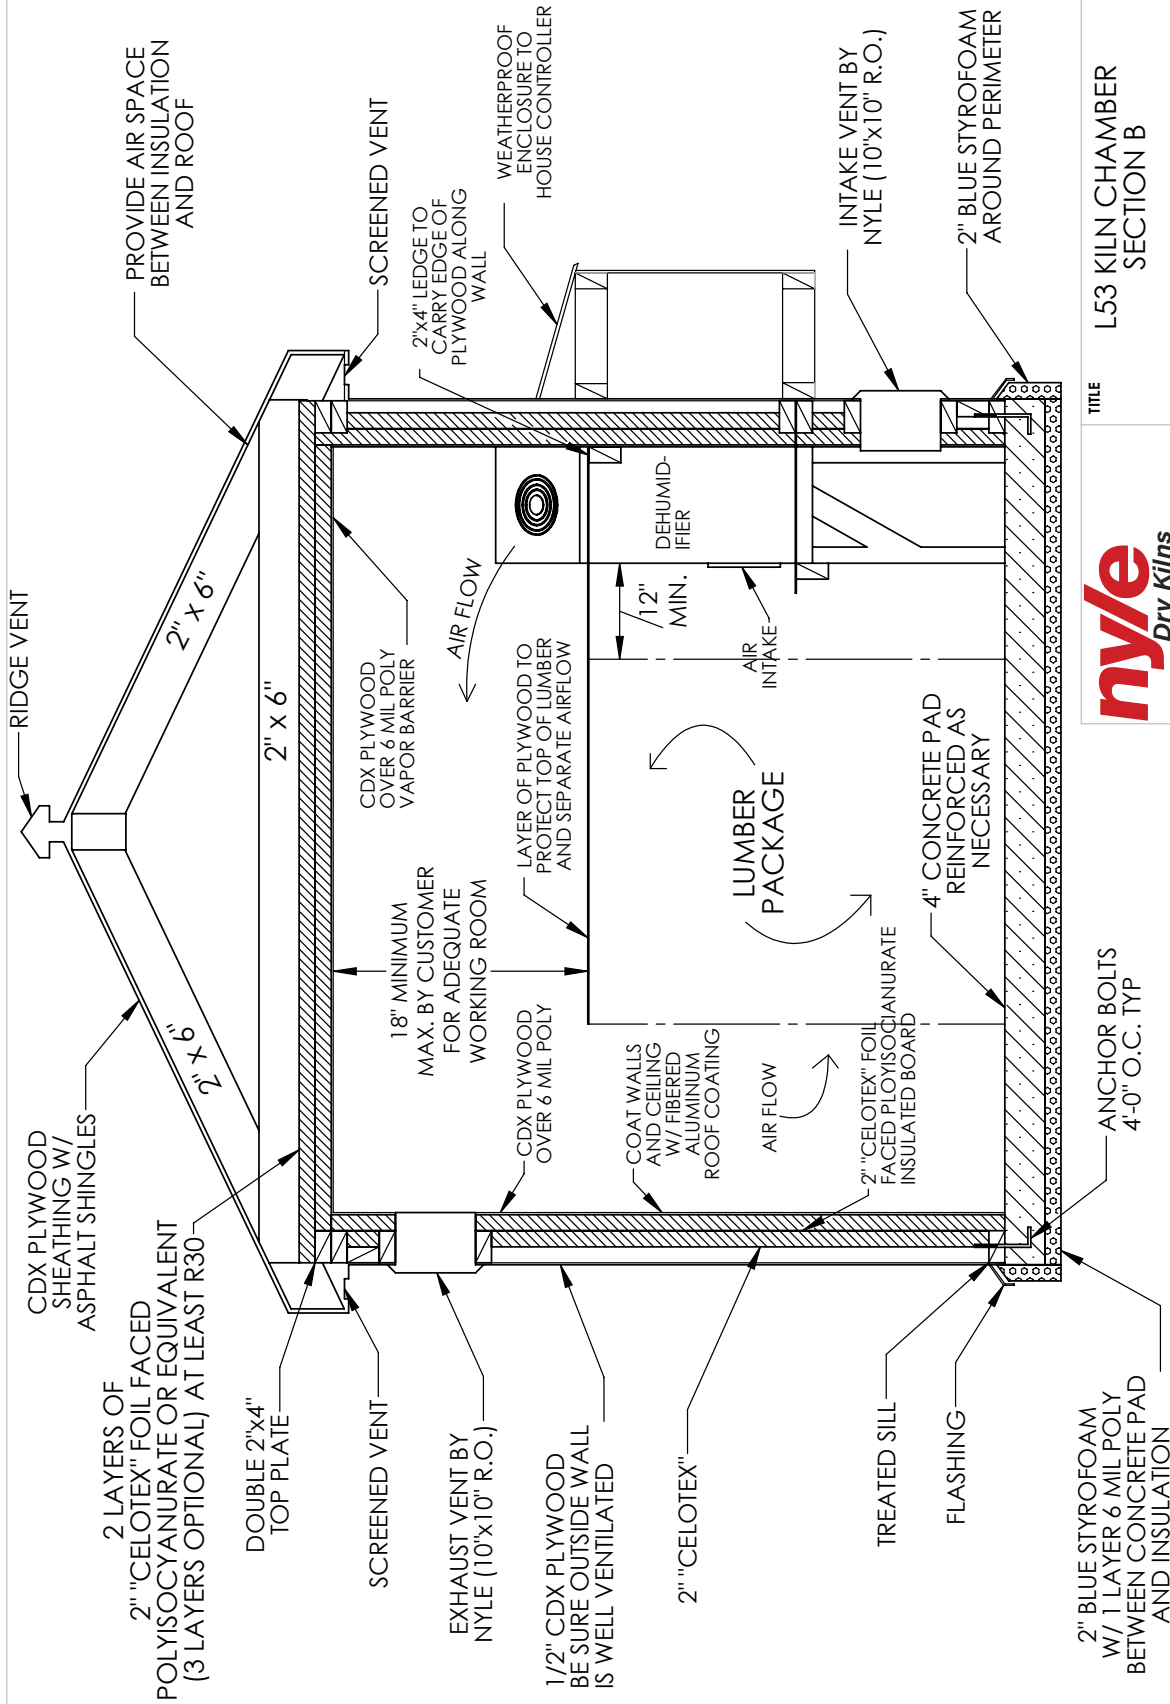 RIDGE VENT
CDX PLYWOOD
SHEATHING W/
ASPHALT SHINGLES
PROVIDE AIR SPACE
BETWEEN INSULATION
AND ROOF
2 LAYERS OF
2" "CELOTEX" FOIL FACED
POLYISOCYANURATE OR EQUIVALENT
(3 LAYERS OPTIONAL) AT LEAST R30
2" x 6"
2" x 6"
2" x 6"
DOUBLE 2"x4"
TOP PLATE
SCREENED VENT
SCREENED VENT
CDX PLYWOOD
OVER 6 MIL POLY
VAPOR BARRIER
2"x4" LEDGE TO
CARRY EDGE OF
PLYWOOD ALONG
WALL
WEATHERPROOF
ENCLOSURE TO
HOUSE CONTROLLER
18" MINIMUM
MAX. BY CUSTOMER
FOR ADEQUATE
WORKING ROOM
AIR FLOW
EXHAUST VENT BY
NYLE (10"x10" R.O.)
CDX PLYWOOD
OVER 6 MIL POLY
LAYER OF PLYWOOD TO
PROTECT TOP OF LUMBER
AND SEPARATE AIRFLOW
1/2" CDX PLYWOOD
BE SURE OUTSIDE WALL
IS WELL VENTILATED
COAT WALLS
AND CEILING
W/ FIBERED
ALUMINUM
ROOF COATING
12"
MIN.
DEHUMID-
IFIER
2" "CELOTEX"
AIR FLOW
LUMBER
PACKAGE
AIR
INTAKE
INTAKE VENT BY
NYLE (10"x10" R.O.)
2" "CELOTEX" FOIL
FACED PLOYISOCIANURATE
INSULATED BOARD
TREATED SILL
4" CONCRETE PAD
REINFORCED AS
NECESSARY
FLASHING
2" BLUE STYROFOAM
AROUND PERIMETER
2" BLUE STYROFOAM
W/ 1 LAYER 6 MIL POLY
BETWEEN CONCRETE PAD
AND INSULATION
ANCHOR BOLTS
4'-0" O.C. TYP
nyle
Dry Kilns
TITLE
L53 KILN CHAMBER
SECTION B